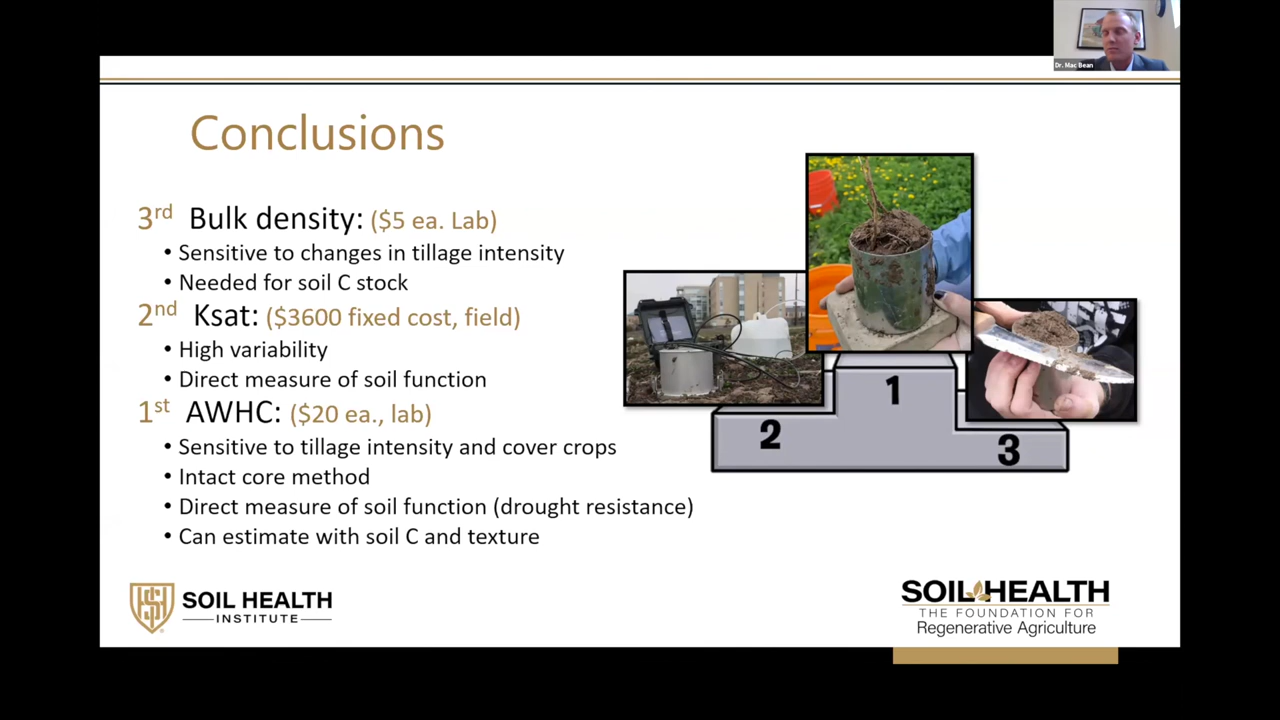 Dr. Mac Bean
Conclusions
3rd Bulk density: ($5 ea. Lab)
• Sensitive to changes in tillage intensity
• Needed for soil C stock
2nd Ksat: ($3600 fixed cost, field)
• High variability
• Direct measure of soil function
1st AWHC: ($20 ea., lab)
• Sensitive to tillage intensity and cover crops
• Intact core method
• Direct measure of soil function (drought resistance)
• Can estimate with soil C and texture
1
2
3
SOIL HEALTH
INSTITUTE
SOIL HEALTH
THE FOUNDATION FOR
Regenerative Agriculture